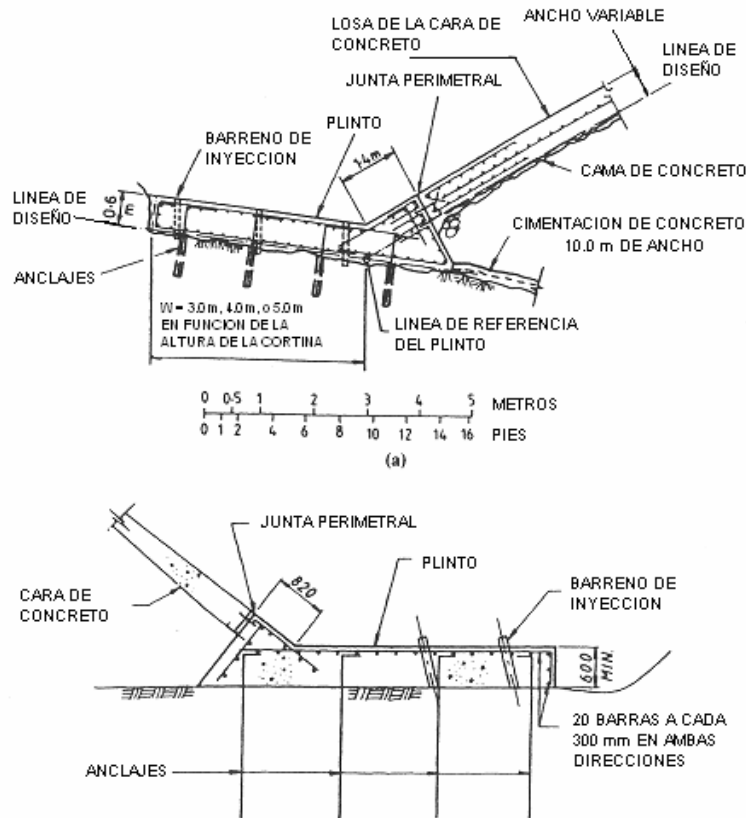 ANCHO VARIABLE
LOSA DE LA CARA DE
CONCRETO
LINEA DE
DISEÑO
JUNTA PERIMETRAL
PLINTO
BARRENO DE
INYECCION
1·4m
CAMA DE CONCRETO
LINEA DE
DISEÑO
0·6
m
CIMENTACION DE CONCRETO
10.0 m DE ANCHO
ANCLAJES
W = 3.0m, 4.0m, o 5.0m
EN FUNCION DE LA
ALTURA DE LA CORTINA
LINEA DE REFERENCIA
DEL PLINTO
0 0·5 1 2 3 4 5 METROS
0 1 2 4 6 8 10 12 14 16 PIES
(a)
JUNTA PERIMETRAL
PLINTO
820
BARRENO DE
INYECCION
CARA DE
CONCRETO
600
MIN.
20 BARRAS A CADA
300 mm EN AMBAS
DIRECCIONES
ANCLAJES